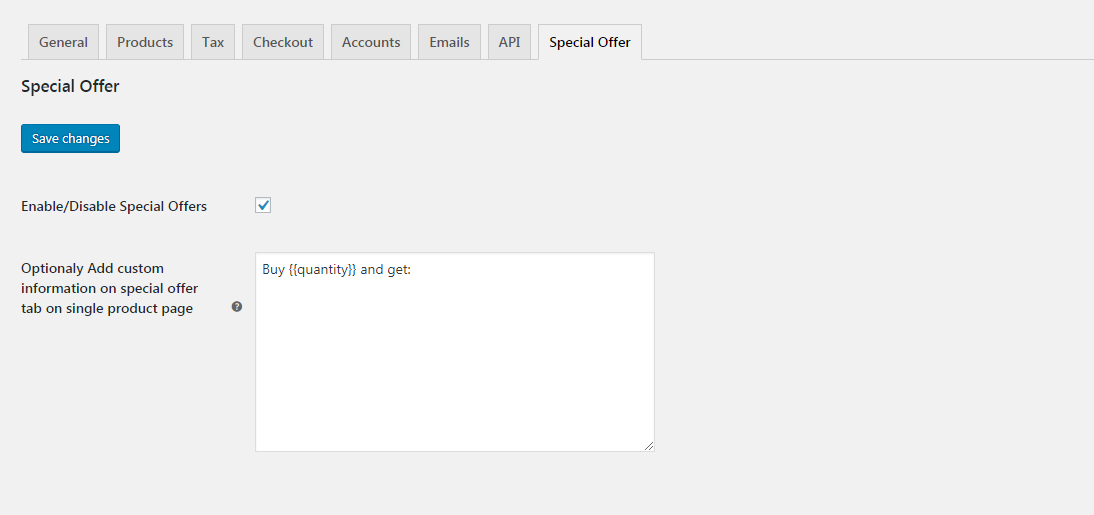 General Products Tax Checkout Accounts Emails API Special Offer
Special Offer
Save changes
Enable/Disable Special Offers
Optionaly Add custom
information on special offer
tab on single product page
?
Buy {{quantity}} and get: